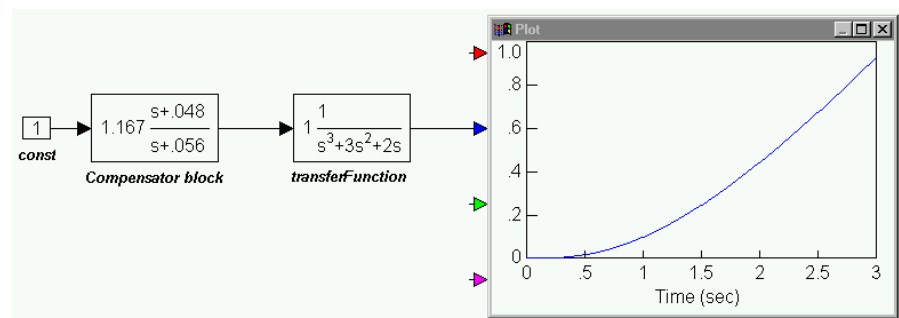 Plot
1
const
1.167 s+.048
s+.056
Compensator block
1 1
s³+3s²+2s
transferFunction
1.0
.8
.6
.4
.2
0
0 .5 1 1.5 2 2.5 3
Time (sec)